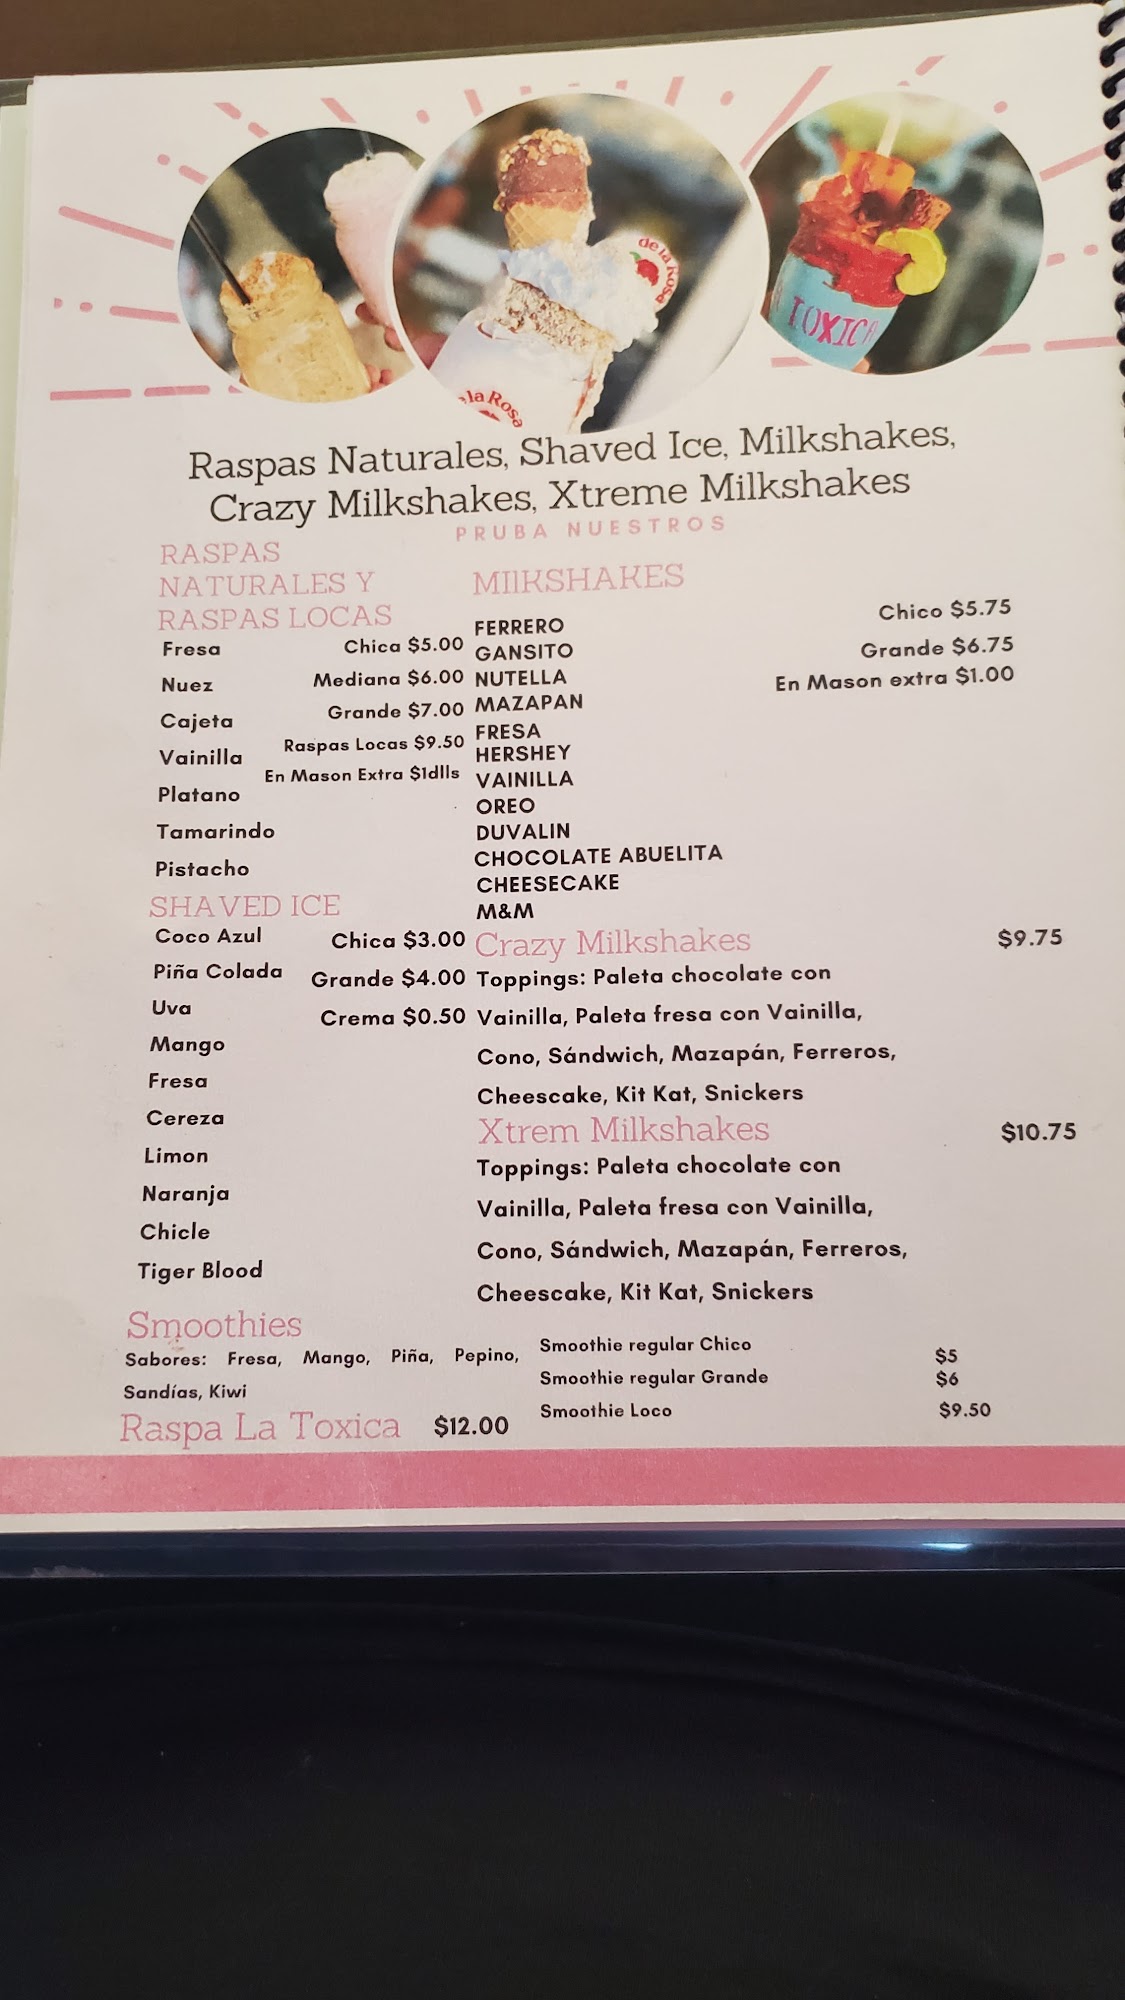 de la Rosa
la Rosa
TOXICA
Raspas Naturales, Shaved Ice, Milkshakes,
Crazy Milkshakes, Xtreme Milkshakes
PRUBA NUESTROS
RASPAS
NATURALES Y
RASPAS LOCAS
Fresa Chica $5.00
Nuez Mediana $6.00
Cajeta Grande $7.00
Vainilla Raspas Locas $9.50
En Mason Extra $1dlls
Platano
Tamarindo
Pistacho
SHAVED ICE
Coco Azul Chica $3.00
Piña Colada Grande $4.00
Uva Crema $0.50
Mango
Fresa
Cereza
Limon
Naranja
Chicle
Tiger Blood
MIlKSHAKES
FERRERO Chico $5.75
GANSITO Grande $6.75
NUTELLA En Mason extra $1.00
MAZAPAN
FRESA
HERSHEY
VAINILLA
OREO
DUVALIN
CHOCOLATE ABUELITA
CHEESECAKE
M&M
Crazy Milkshakes $9.75
Toppings: Paleta chocolate con
Vainilla, Paleta fresa con Vainilla,
Cono, Sándwich, Mazapán, Ferreros,
Cheescake, Kit Kat, Snickers
Xtrem Milkshakes $10.75
Toppings: Paleta chocolate con
Vainilla, Paleta fresa con Vainilla,
Cono, Sándwich, Mazapán, Ferreros,
Cheescake, Kit Kat, Snickers
Smoothies
Sabores: Fresa, Mango, Piña, Pepino,
Sandías, Kiwi
Smoothie regular Chico $5
Smoothie regular Grande $6
Smoothie Loco $9.50
Raspa La Toxica $12.00